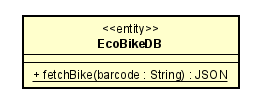 <<entity>>
EcoBikeDB
+ fetchBike(barcode : String) : JSON